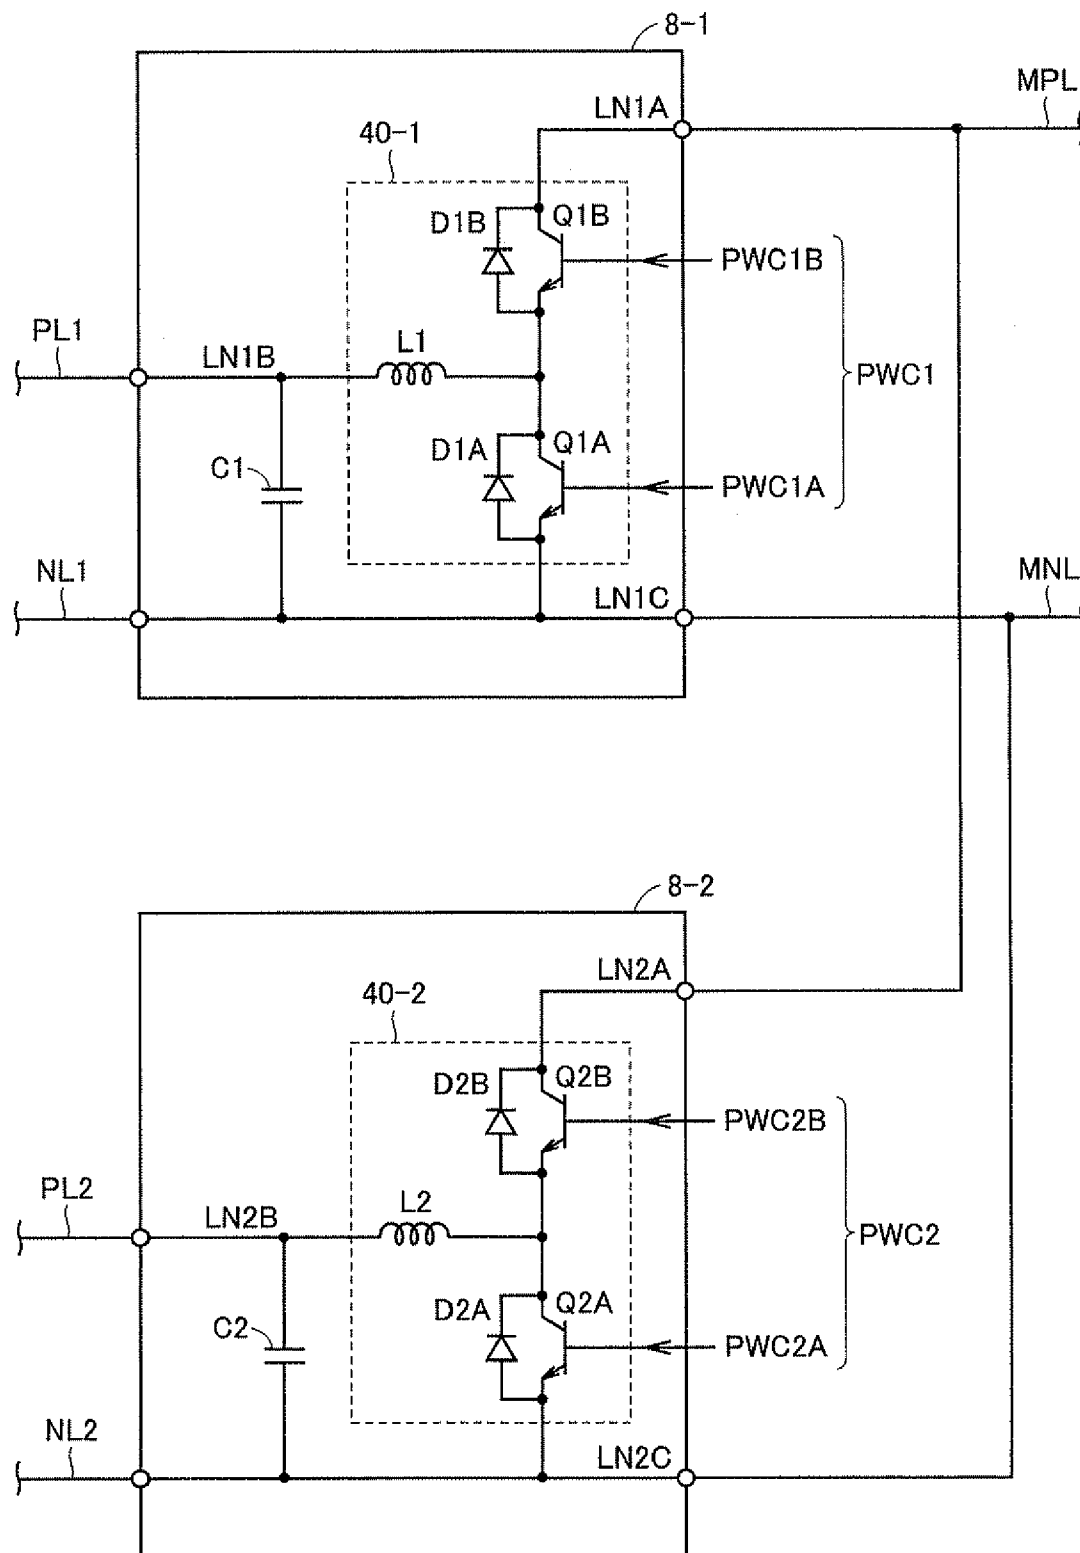 8-1
MPL
LN1A
40-1
D1B
Q1B
PWC1B
PL1
LN1B
L1
PWC1
D1A
Q1A
C1
PWC1A
NL1
LN1C
MNL
8-2
LN2A
40-2
D2B
Q2B
PWC2B
PL2
LN2B
L2
PWC2
D2A
Q2A
C2
PWC2A
NL2
LN2C